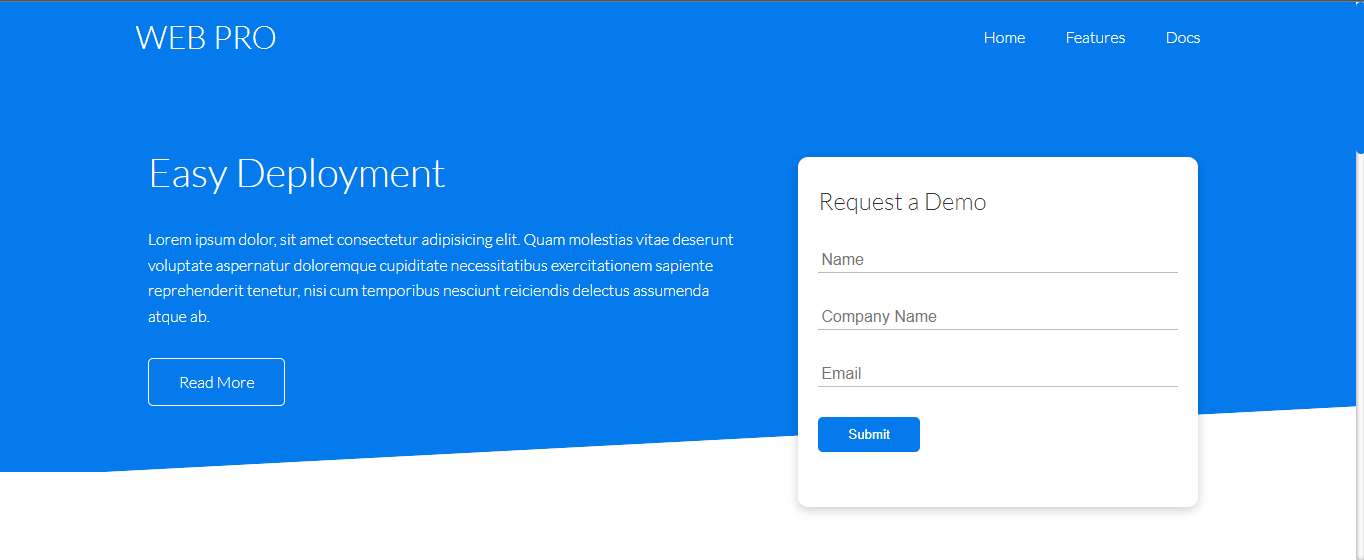 WEB PRO
Home Features Docs
Easy Deployment
Lorem ipsum dolor, sit amet consectetur adipisicing elit. Quam molestias vitae deserunt
voluptate aspernatur doloremque cupiditate necessitatibus exercitationem sapiente
reprehenderit tenetur, nisi cum temporibus nesciunt reiciendis delectus assumenda
atque ab.
Read More
Request a Demo
Name
Company Name
Email
Submit